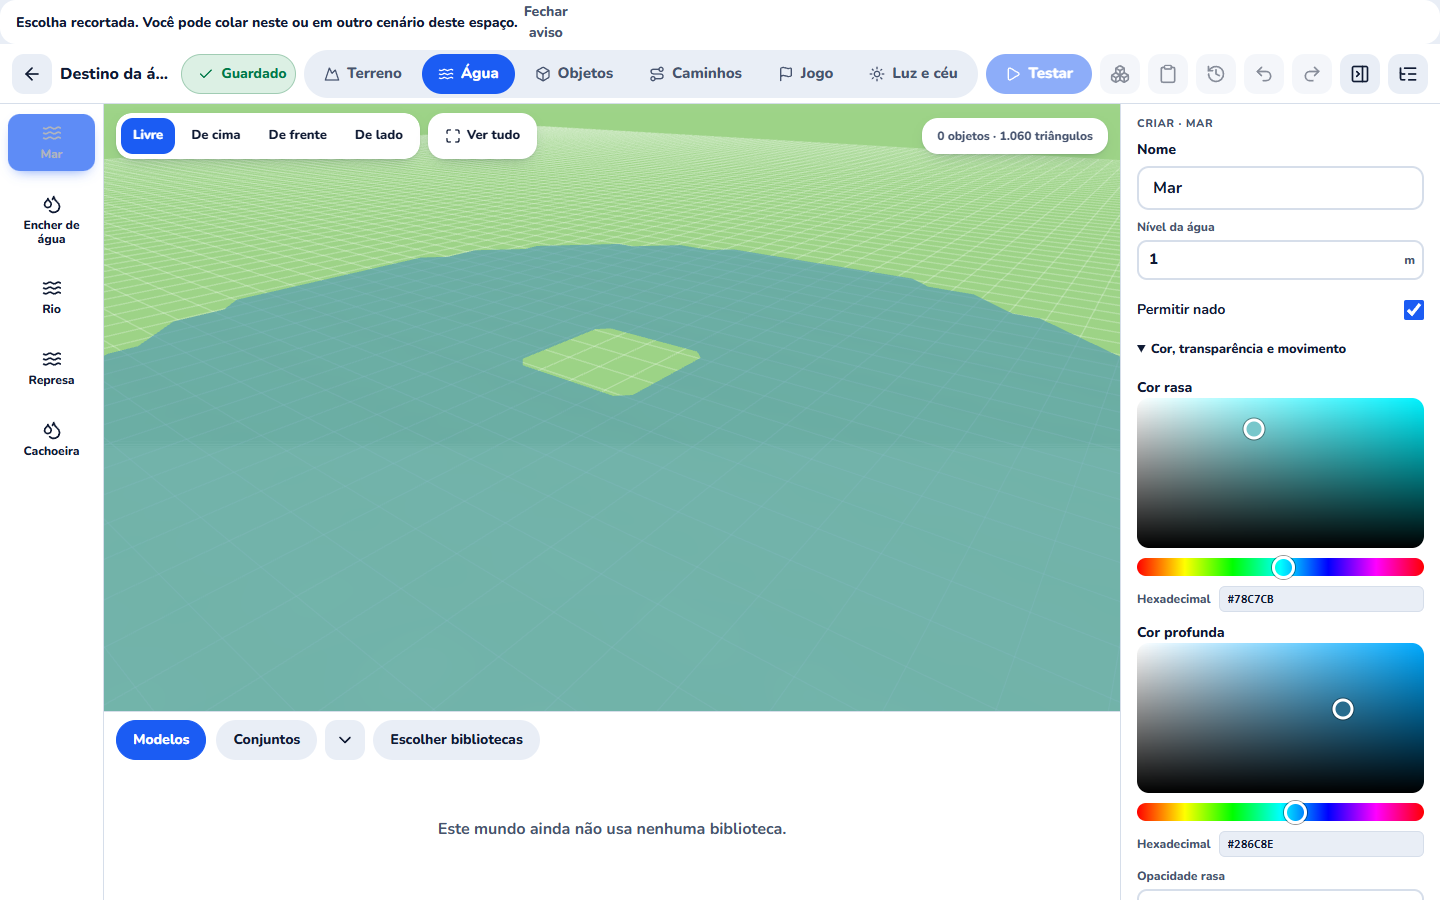 Escolha recortada. Você pode colar neste ou em outro cenário deste espaço.
Fechar
aviso
Destino da á...
Guardado
Terreno
Água
Objetos
Caminhos
Jogo
Luz e céu
Testar
Mar
Encher de
água
Rio
Represa
Cachoeira
Livre
De cima
De frente
De lado
Ver tudo
0 objetos · 1.060 triângulos
CRIAR · MAR
Nome
Mar
Nível da água
1 m
Permitir nado
Cor, transparência e movimento
Cor rasa
Hexadecimal #78C7CB
Cor profunda
Hexadecimal #286C8E
Opacidade rasa
Modelos
Conjuntos
Escolher bibliotecas
Este mundo ainda não usa nenhuma biblioteca.